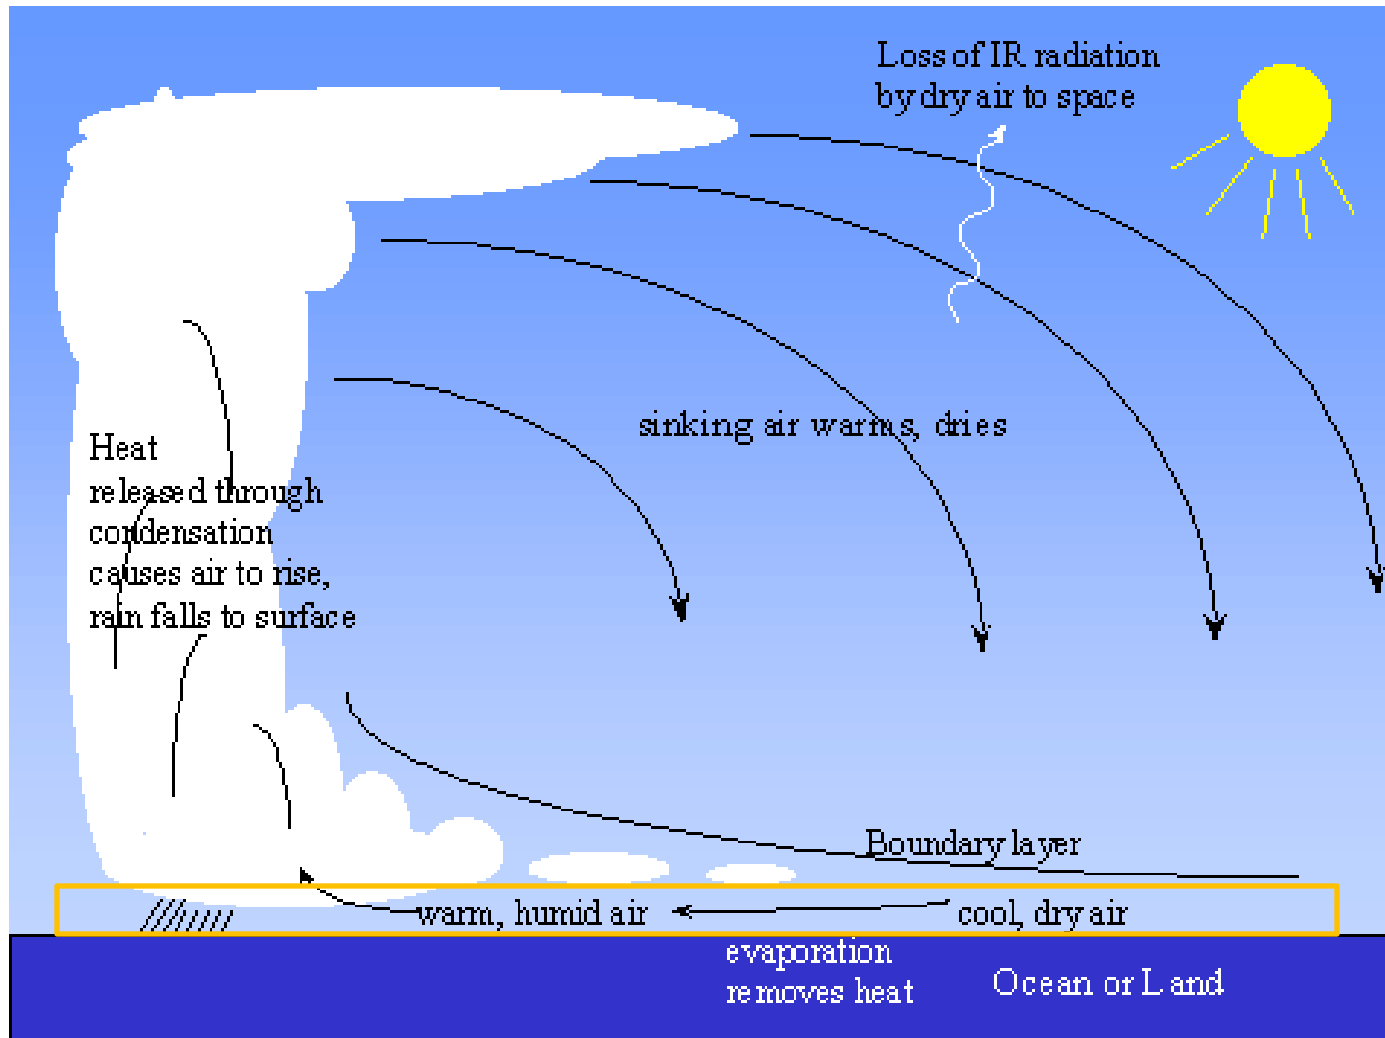 Loss of IR radiation
by dry air to space
sinking air warms, dries
Heat
released through
condensation
causes air to rise,
rain falls to surface
Boundary layer
warm, humid air
cool, dry air
evaporation
removes heat
Ocean or Land